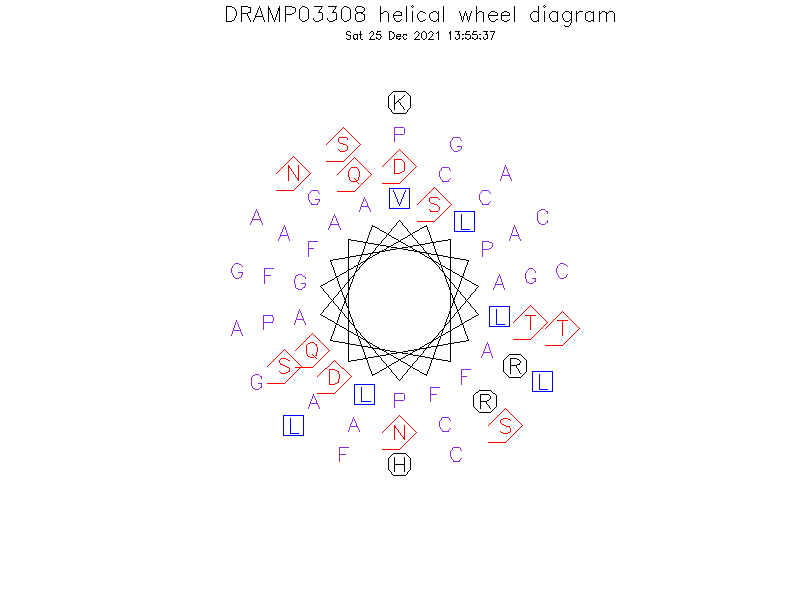 DRAMP03308 helical wheel diagram
Sat 25 Dec 2021 13:55:37
K
P
S G
D
N Q C A
G V C
A S
A A L C
A A
F P
G F G C
G A
A P A L T T
Q A
S R
G D F L
L F
A P R
L A C S
N
F C
H